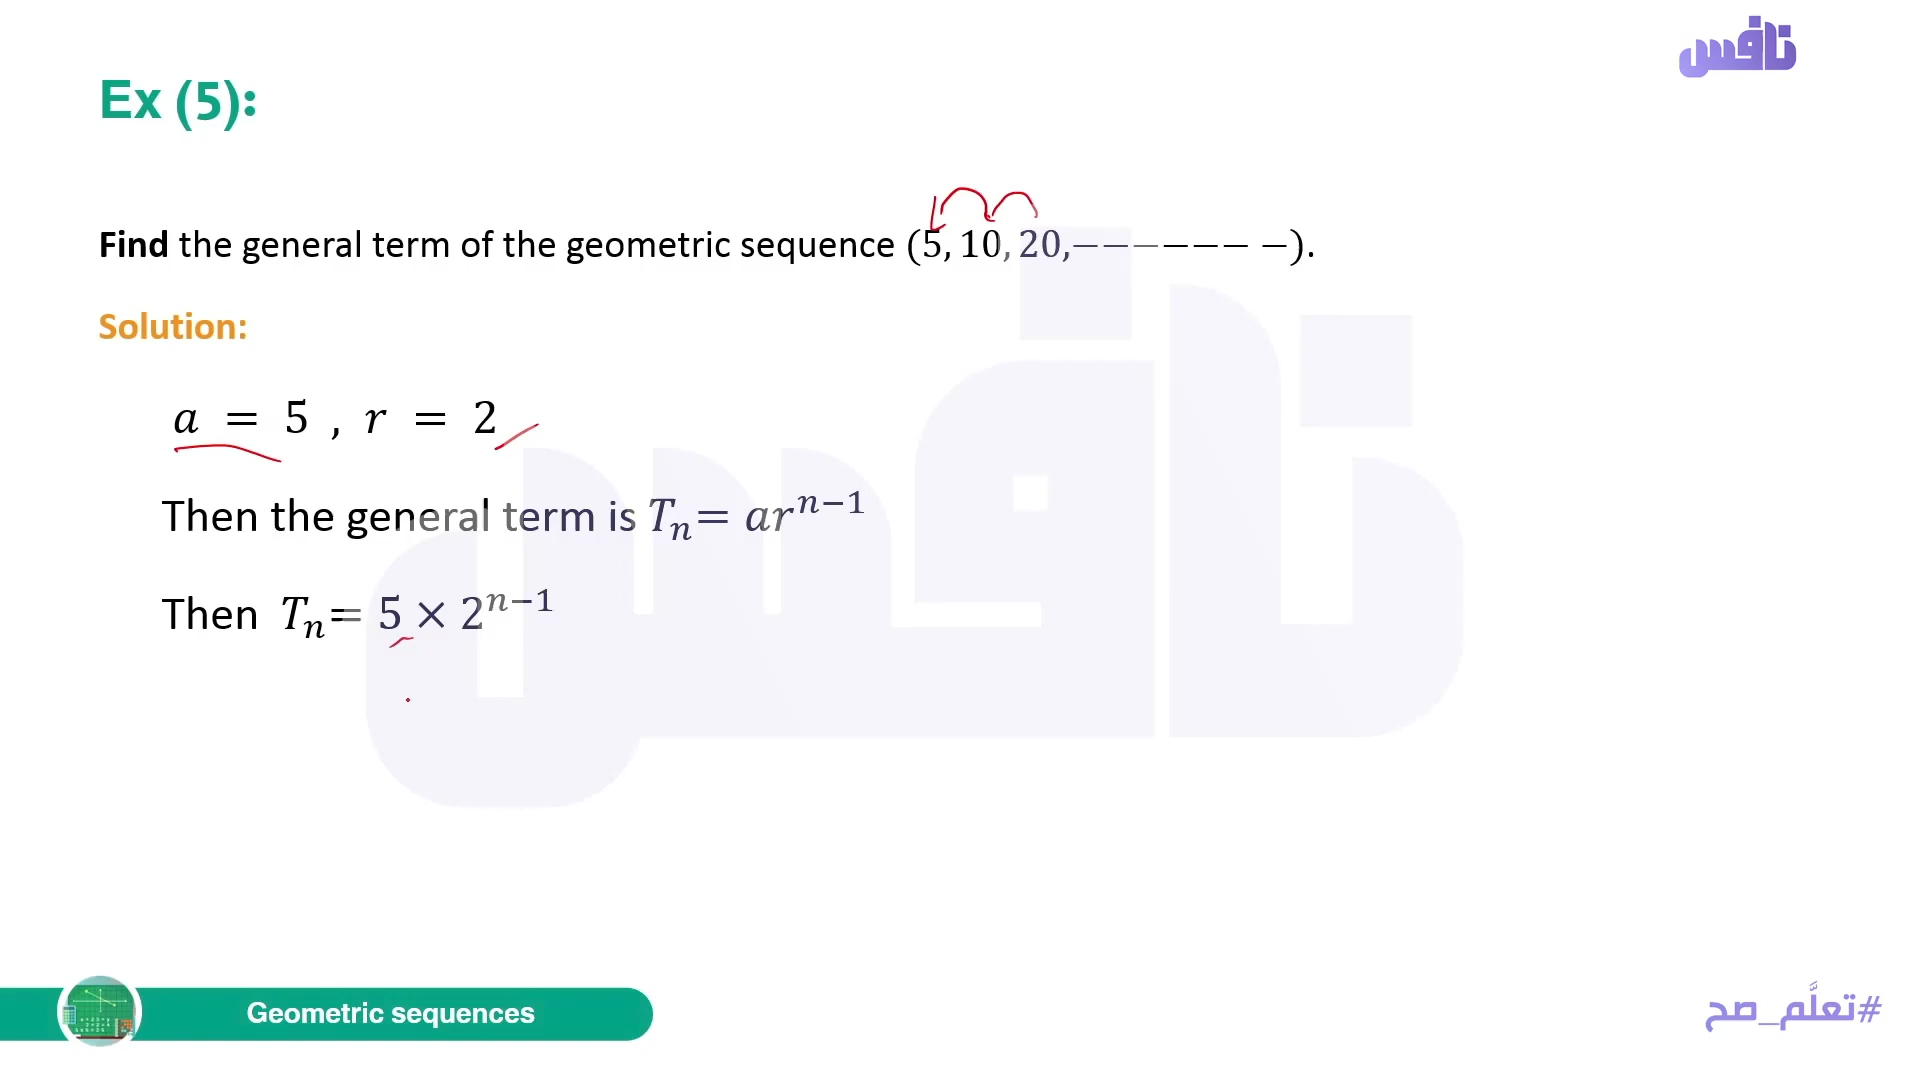 نافس
Ex (5):
Find the general term of the geometric sequence (5, 10, 20, − − − − − − − −).
Solution:
a = 5 , r = 2
Then the general term is Tₙ= arⁿ⁻¹
Then Tₙ= 5 × 2ⁿ⁻¹
Geometric sequences
#تعلَّم_صح